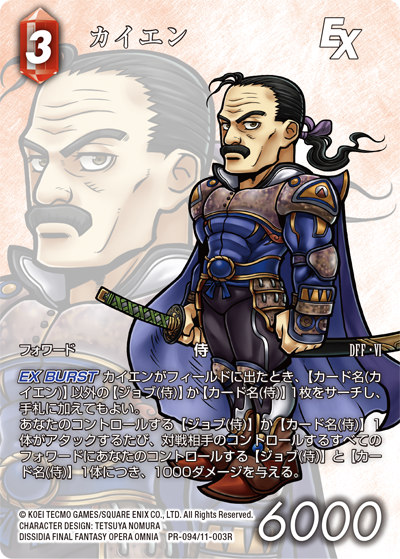 3 カイエン EX
フォワード 侍 DFF・VI
EX BURST カイエンがフィールドに出たとき、【カード名(カ
イエン)】以外の【ジョブ(侍)】か【カード名(侍)】1枚をサーチし、
手札に加えてもよい。
あなたのコントロールする【ジョブ(侍)】か【カード名(侍)】1
体がアタックするたび、対戦相手のコントロールするすべての
フォワードにあなたのコントロールする【ジョブ(侍)】と【カー
ド名(侍)】1体につき、1000ダメージを与える。
© KOEI TECMO GAMES/SQUARE ENIX CO., LTD. All Rights Reserved.
CHARACTER DESIGN: TETSUYA NOMURA
DISSIDIA FINAL FANTASY OPERA OMNIA PR-094/11-003R
6000